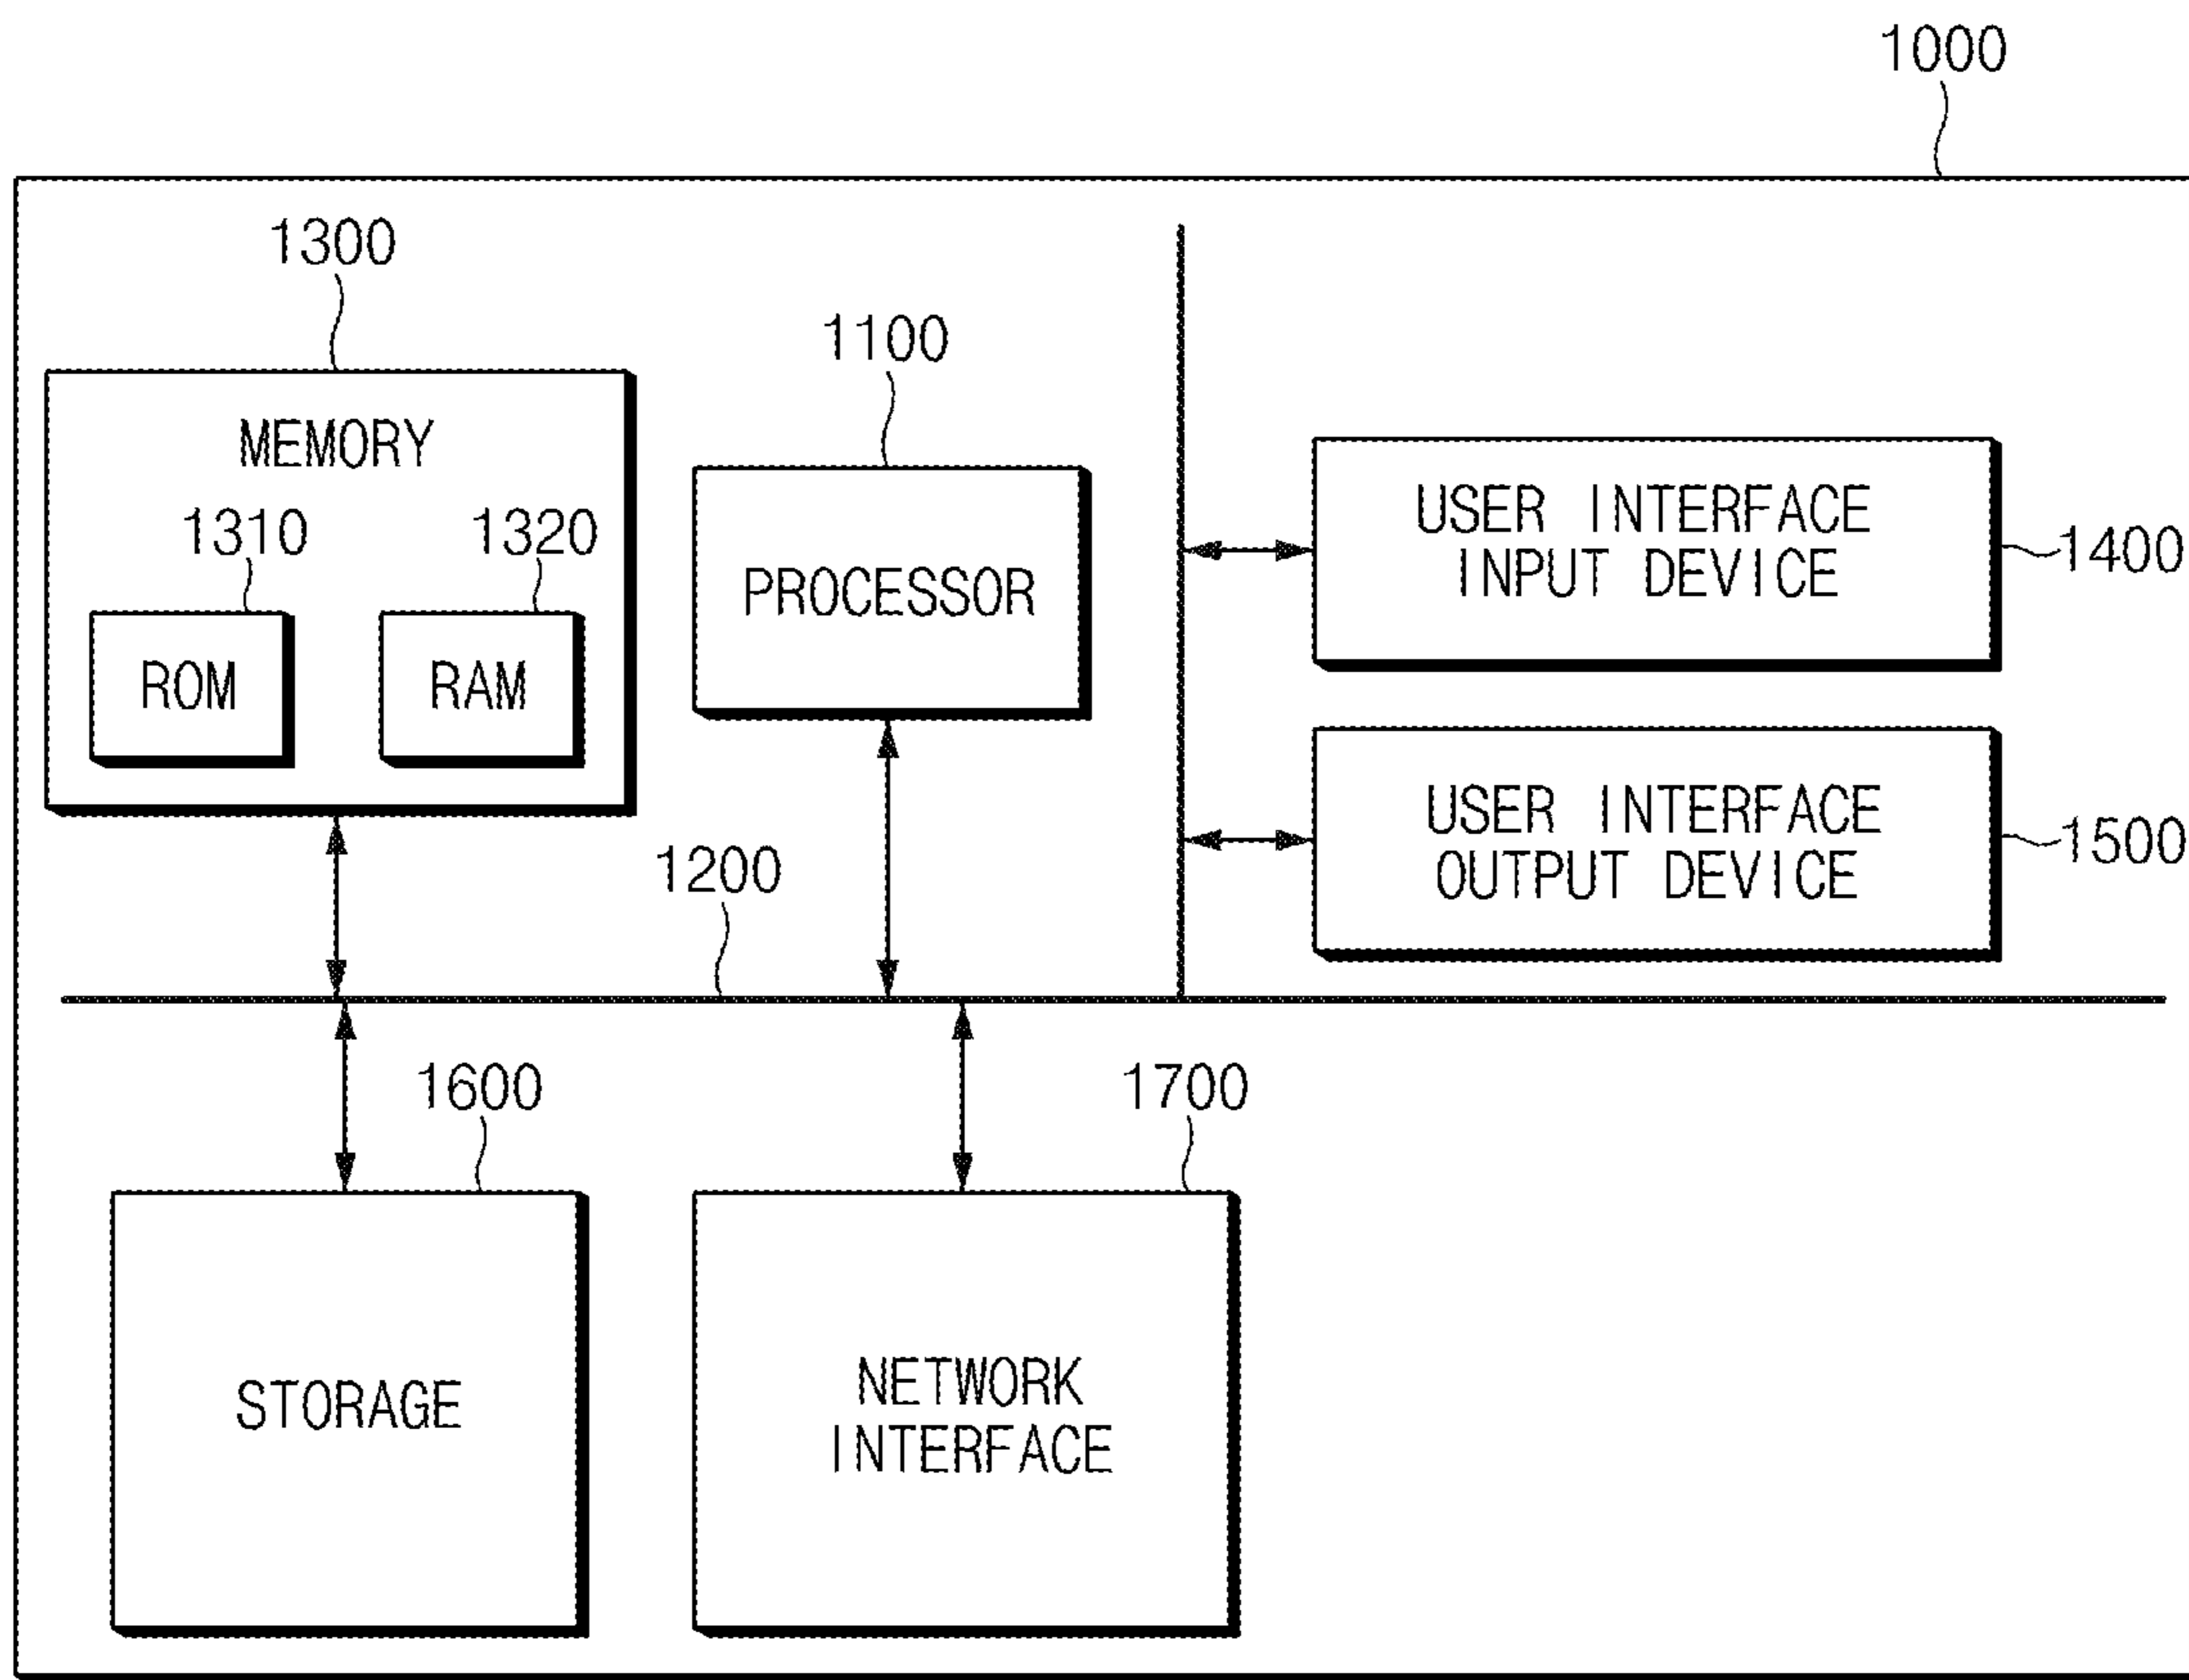 1000
1300
1100
MEMORY
1310
1320
ROM
RAM
PROCESSOR
USER INTERFACE
INPUT DEVICE
1400
USER INTERFACE
OUTPUT DEVICE
1500
1200
1600
1700
STORAGE
NETWORK
INTERFACE